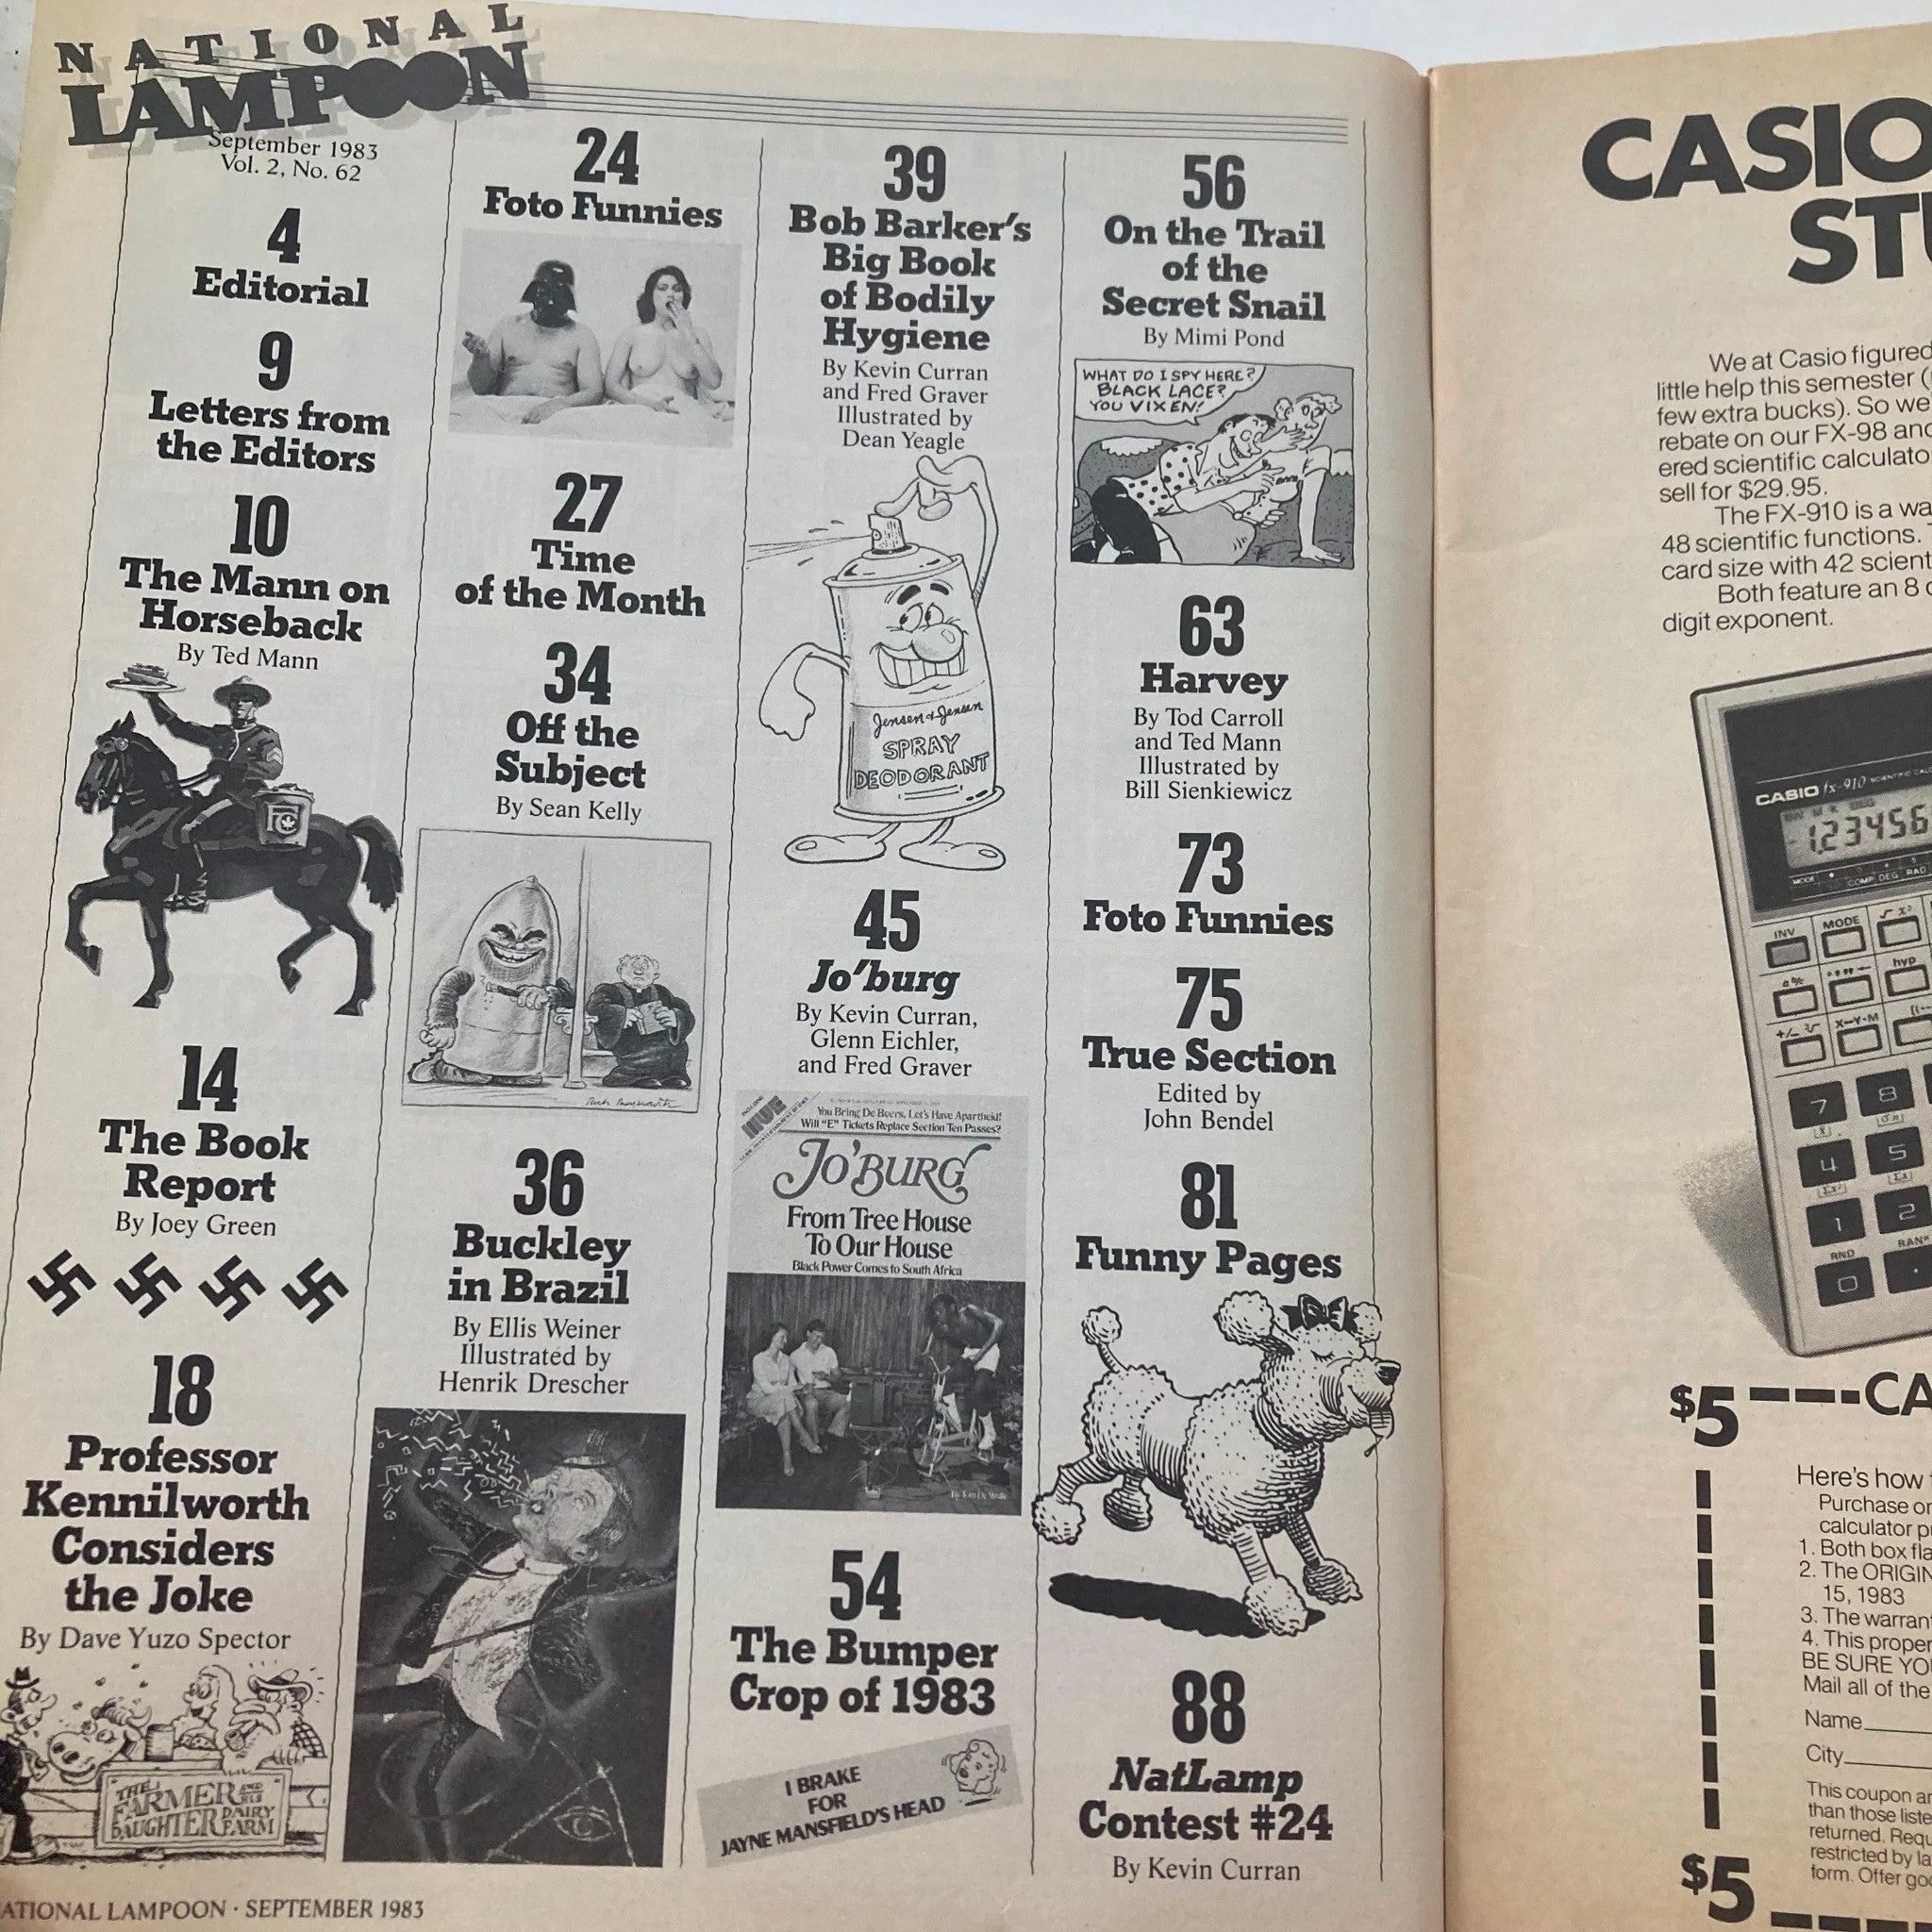 NATIONAL
LAMPOON
September 1983
Vol. 2, No. 62
4
Editorial
9
Letters from
the Editors
10
The Mann on
Horseback
By Ted Mann
14
The Book
Report
By Joey Green
18
Professor
Kennilworth
Considers
the Joke
By Dave Yuzo Spector
THE
FARMER AND HIS
DAUGHTER DAIRY
FARM
24
Foto Funnies
27
Time
of the Month
34
Off the
Subject
By Sean Kelly
36
Buckley
in Brazil
By Ellis Weiner
Illustrated by
Henrik Drescher
39
Bob Barker's
Big Book
of Bodily
Hygiene
By Kevin Curran
and Fred Graver
Illustrated by
Dean Yeagle
Jensen & Jensen
SPRAY
DEODORANT
45
Jo'burg
By Kevin Curran,
Glenn Eichler,
and Fred Graver
You Bring De Beers, Let's Have Apartheid!
Will "E" Tickets Replace Section Ten Passes?
JO'BURG
From Tree House
To Our House
Black Power Comes to South Africa
54
The Bumper
Crop of 1983
I BRAKE
FOR
JAYNE MANSFIELD'S HEAD
56
On the Trail
of the
Secret Snail
By Mimi Pond
WHAT DO I SPY HERE?
BLACK LACE?
YOU VIXEN!
63
Harvey
By Tod Carroll
and Ted Mann
Illustrated by
Bill Sienkiewicz
73
Foto Funnies
75
True Section
Edited by
John Bendel
81
Funny Pages
88
NatLamp
Contest #24
By Kevin Curran
NATIONAL LAMPOON · SEPTEMBER 1983
CASIO
We at Casio figured
little help this semester
few extra bucks). So we
rebate on our FX-98 and
scientific
sell for $29.95.
The FX-910 is a
48 scientific functions.
card size with 42
Both feature an 8
digit exponent.
CASIO fx-910
MODE
COMP DEG RAD
INV
MODE
hyp
7
8
4
5
1
2
RND
0
.
$5
Here's how
Purchase
calculator
1. Both box
2. The
15, 1983
3. The
4. This
BE SURE
Mail all of the
Name
City
This coupon
than those
returned.
restricted by
form. Offer
$5